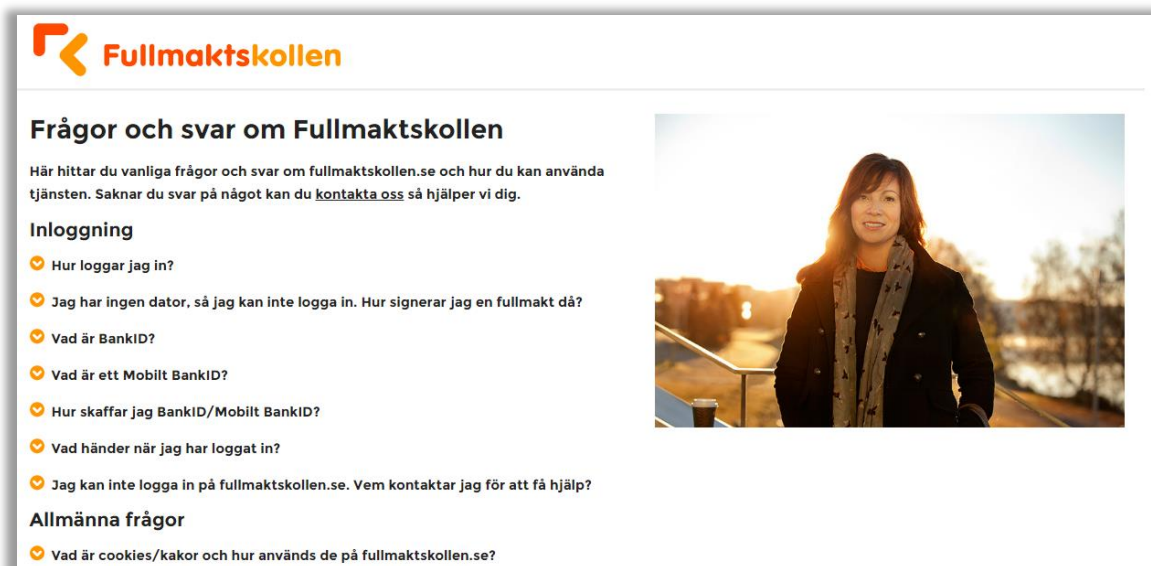 Fullmaktskollen
Frågor och svar om Fullmaktskollen
Här hittar du vanliga frågor och svar om fullmaktskollen.se och hur du kan använda
tjänsten. Saknar du svar på något kan du kontakta oss så hjälper vi dig.
Inloggning
Hur loggar jag in?
Jag har ingen dator, så jag kan inte logga in. Hur signerar jag en fullmakt då?
Vad är BankID?
Vad är ett Mobilt BankID?
Hur skaffar jag BankID/Mobilt BankID?
Vad händer när jag har loggat in?
Jag kan inte logga in på fullmaktskollen.se. Vem kontaktar jag för att få hjälp?
Allmänna frågor
Vad är cookies/kakor och hur används de på fullmaktskollen.se?